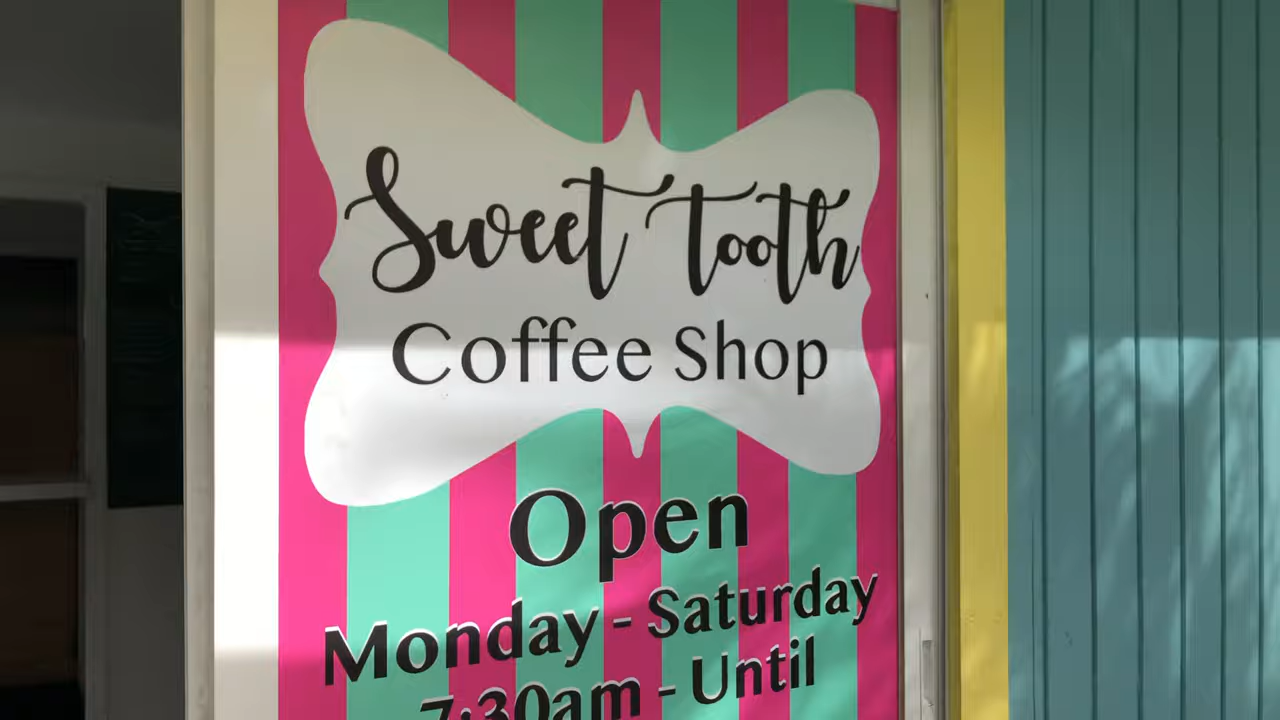 Sweet Tooth
Coffee Shop
Open
Monday - Saturday
7:30am - Until